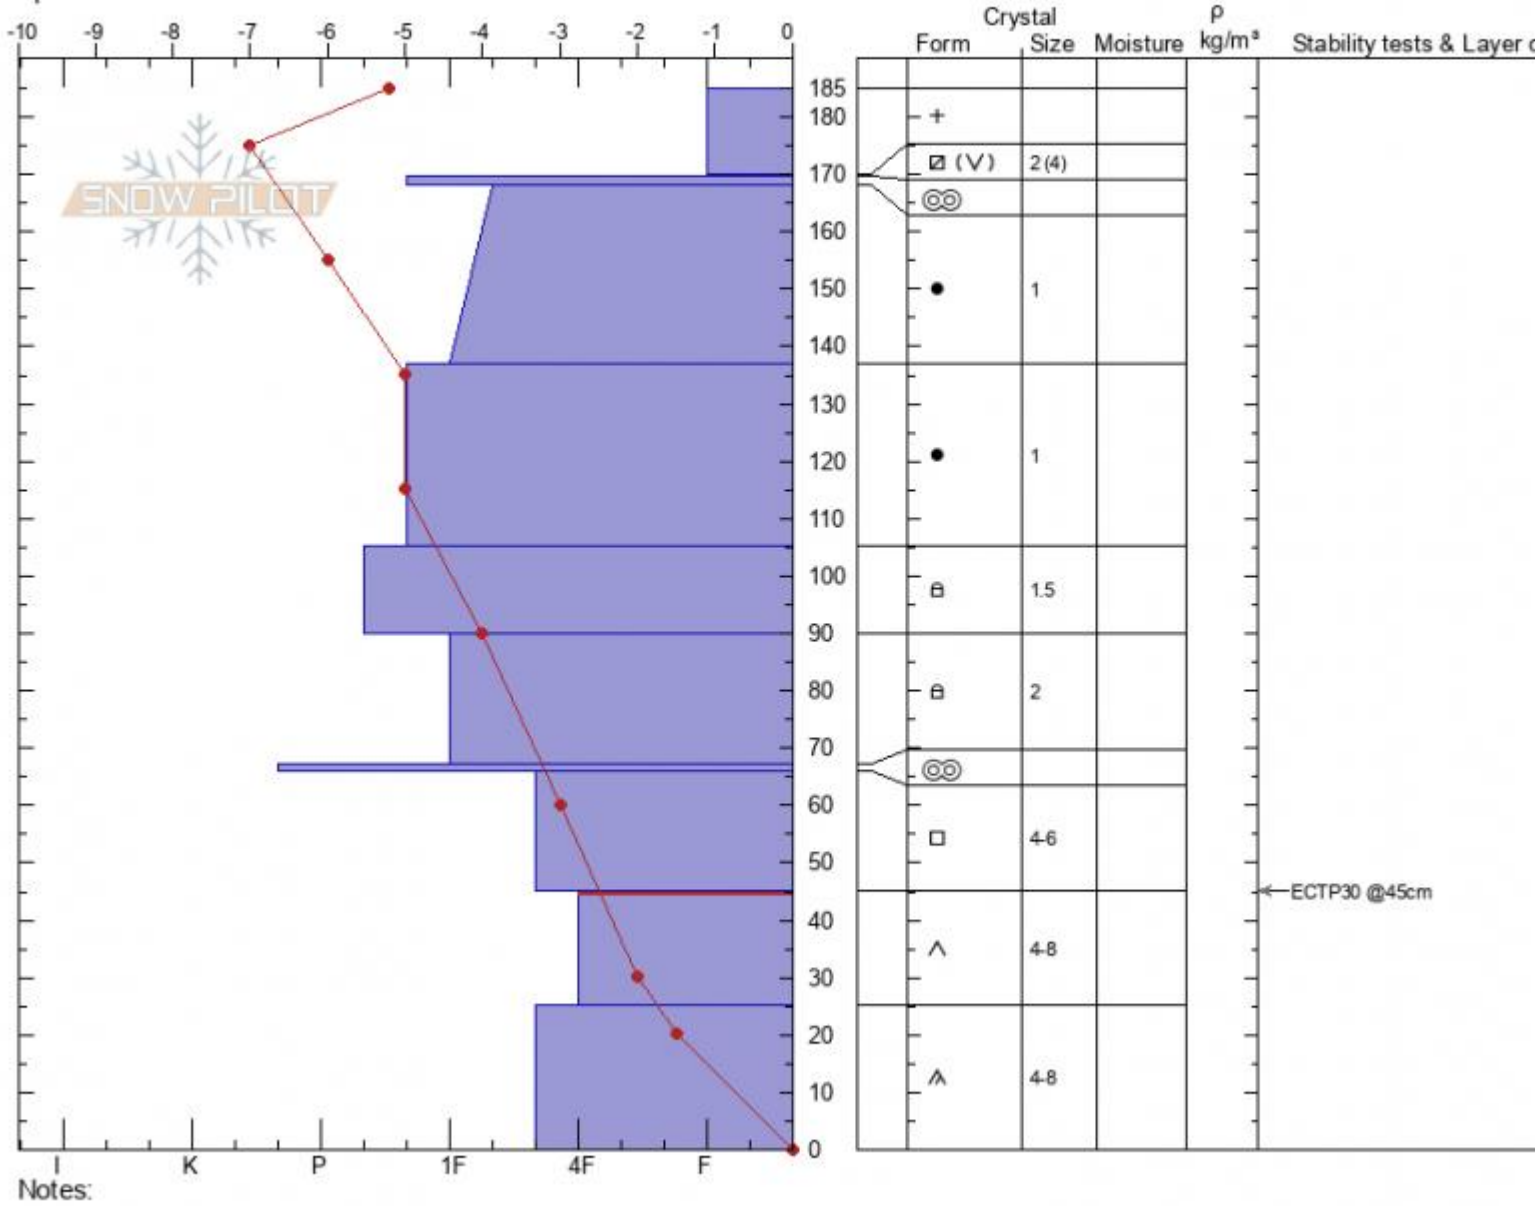 Crystal ρ
-10 -9 -8 -7 -6 -5 -4 -3 -2 -1 0
Form Size Moisture kg/m³ Stability tests & Layer c
185
180 +
170 (V) 2 (4)
SNOW PILOT
160
150 1
140
130
120 1
110
100 1.5
90
80 2
70
60
50 4-6
ECTP30 @45cm
40
30 4-8
20
10 4-8
0
I K P 1F 4F F
Notes: